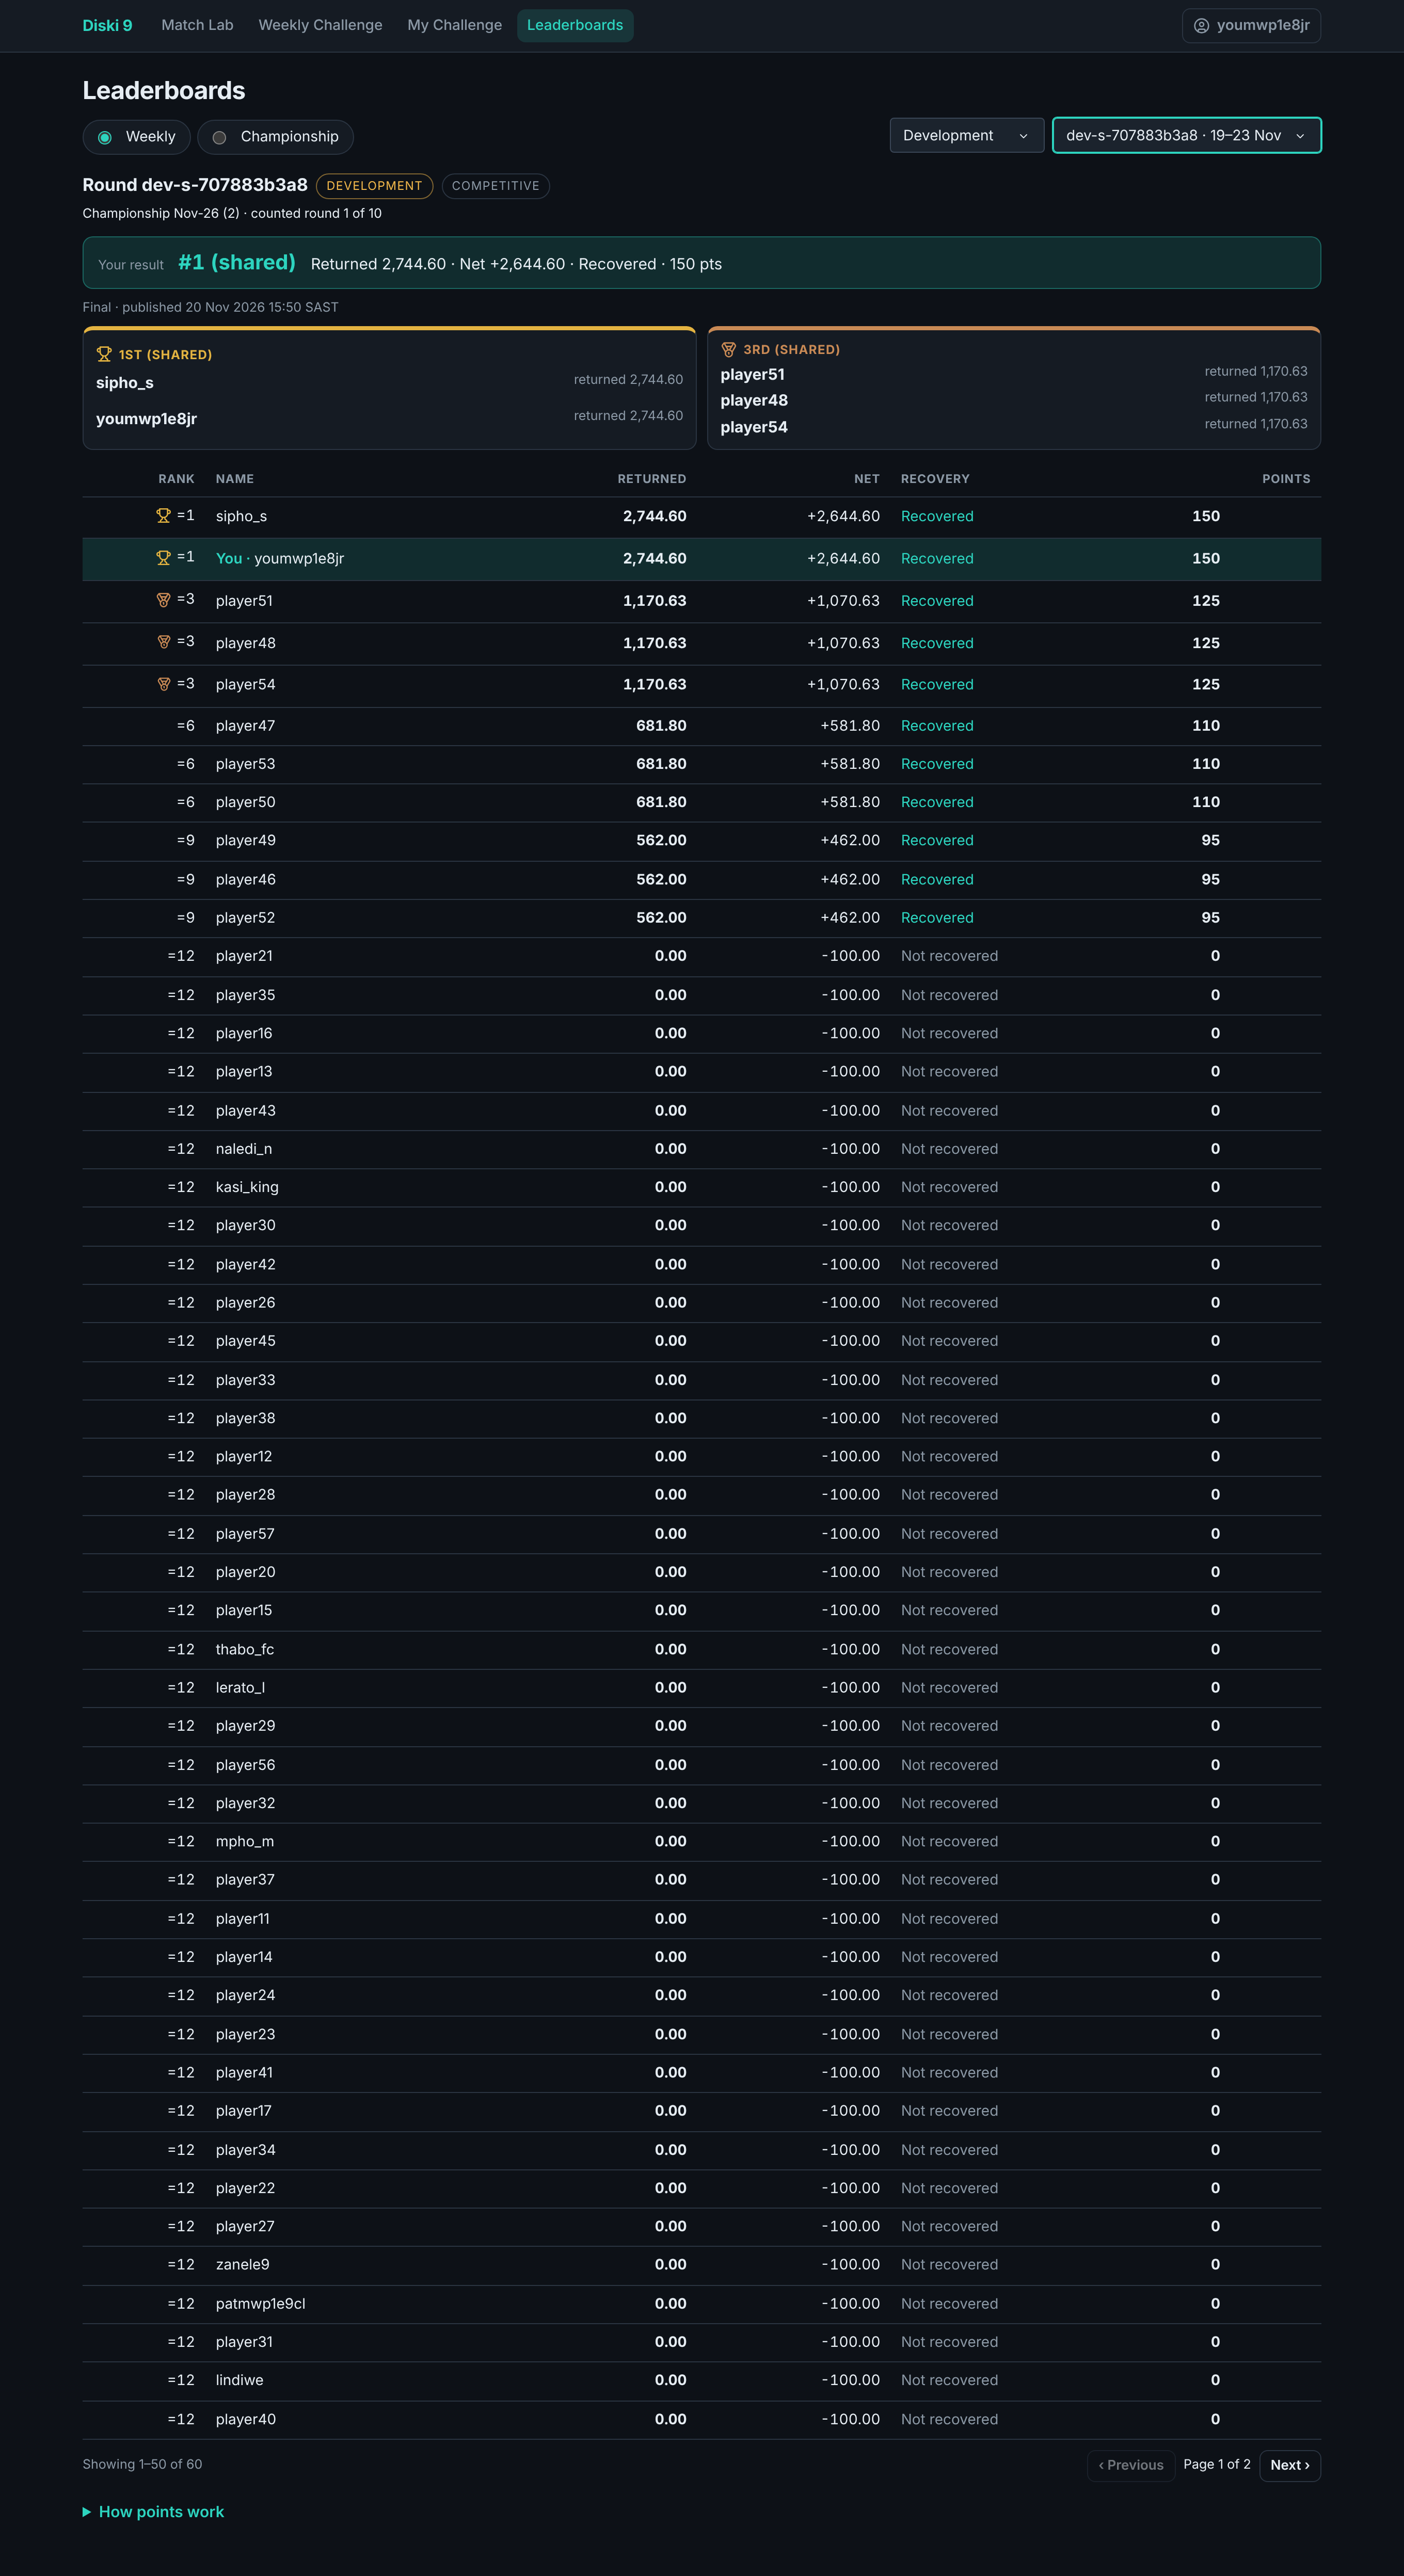 Diski 9 Match Lab Weekly Challenge My Challenge Leaderboards youmwp1e8jr
Leaderboards
Weekly Championship Development dev-s-707883b3a8 · 19–23 Nov
Round dev-s-707883b3a8 DEVELOPMENT COMPETITIVE
Championship Nov-26 (2) · counted round 1 of 10
Your result #1 (shared) Returned 2,744.60 · Net +2,644.60 · Recovered · 150 pts
Final · published 20 Nov 2026 15:50 SAST
1ST (SHARED)
sipho_s returned 2,744.60
youmwp1e8jr returned 2,744.60
3RD (SHARED)
player51 returned 1,170.63
player48 returned 1,170.63
player54 returned 1,170.63
RANK NAME RETURNED NET RECOVERY POINTS
=1 sipho_s 2,744.60 +2,644.60 Recovered 150
=1 You · youmwp1e8jr 2,744.60 +2,644.60 Recovered 150
=3 player51 1,170.63 +1,070.63 Recovered 125
=3 player48 1,170.63 +1,070.63 Recovered 125
=3 player54 1,170.63 +1,070.63 Recovered 125
=6 player47 681.80 +581.80 Recovered 110
=6 player53 681.80 +581.80 Recovered 110
=6 player50 681.80 +581.80 Recovered 110
=9 player49 562.00 +462.00 Recovered 95
=9 player46 562.00 +462.00 Recovered 95
=9 player52 562.00 +462.00 Recovered 95
=12 player21 0.00 -100.00 Not recovered 0
=12 player35 0.00 -100.00 Not recovered 0
=12 player16 0.00 -100.00 Not recovered 0
=12 player13 0.00 -100.00 Not recovered 0
=12 player43 0.00 -100.00 Not recovered 0
=12 naledi_n 0.00 -100.00 Not recovered 0
=12 kasi_king 0.00 -100.00 Not recovered 0
=12 player30 0.00 -100.00 Not recovered 0
=12 player42 0.00 -100.00 Not recovered 0
=12 player26 0.00 -100.00 Not recovered 0
=12 player45 0.00 -100.00 Not recovered 0
=12 player33 0.00 -100.00 Not recovered 0
=12 player38 0.00 -100.00 Not recovered 0
=12 player12 0.00 -100.00 Not recovered 0
=12 player28 0.00 -100.00 Not recovered 0
=12 player57 0.00 -100.00 Not recovered 0
=12 player20 0.00 -100.00 Not recovered 0
=12 player15 0.00 -100.00 Not recovered 0
=12 thabo_fc 0.00 -100.00 Not recovered 0
=12 lerato_l 0.00 -100.00 Not recovered 0
=12 player29 0.00 -100.00 Not recovered 0
=12 player56 0.00 -100.00 Not recovered 0
=12 player32 0.00 -100.00 Not recovered 0
=12 mpho_m 0.00 -100.00 Not recovered 0
=12 player37 0.00 -100.00 Not recovered 0
=12 player11 0.00 -100.00 Not recovered 0
=12 player14 0.00 -100.00 Not recovered 0
=12 player24 0.00 -100.00 Not recovered 0
=12 player23 0.00 -100.00 Not recovered 0
=12 player41 0.00 -100.00 Not recovered 0
=12 player17 0.00 -100.00 Not recovered 0
=12 player34 0.00 -100.00 Not recovered 0
=12 player22 0.00 -100.00 Not recovered 0
=12 player27 0.00 -100.00 Not recovered 0
=12 zanele9 0.00 -100.00 Not recovered 0
=12 patmwp1e9cl 0.00 -100.00 Not recovered 0
=12 player31 0.00 -100.00 Not recovered 0
=12 lindiwe 0.00 -100.00 Not recovered 0
=12 player40 0.00 -100.00 Not recovered 0
Showing 1–50 of 60 ‹ Previous Page 1 of 2 Next ›
How points work